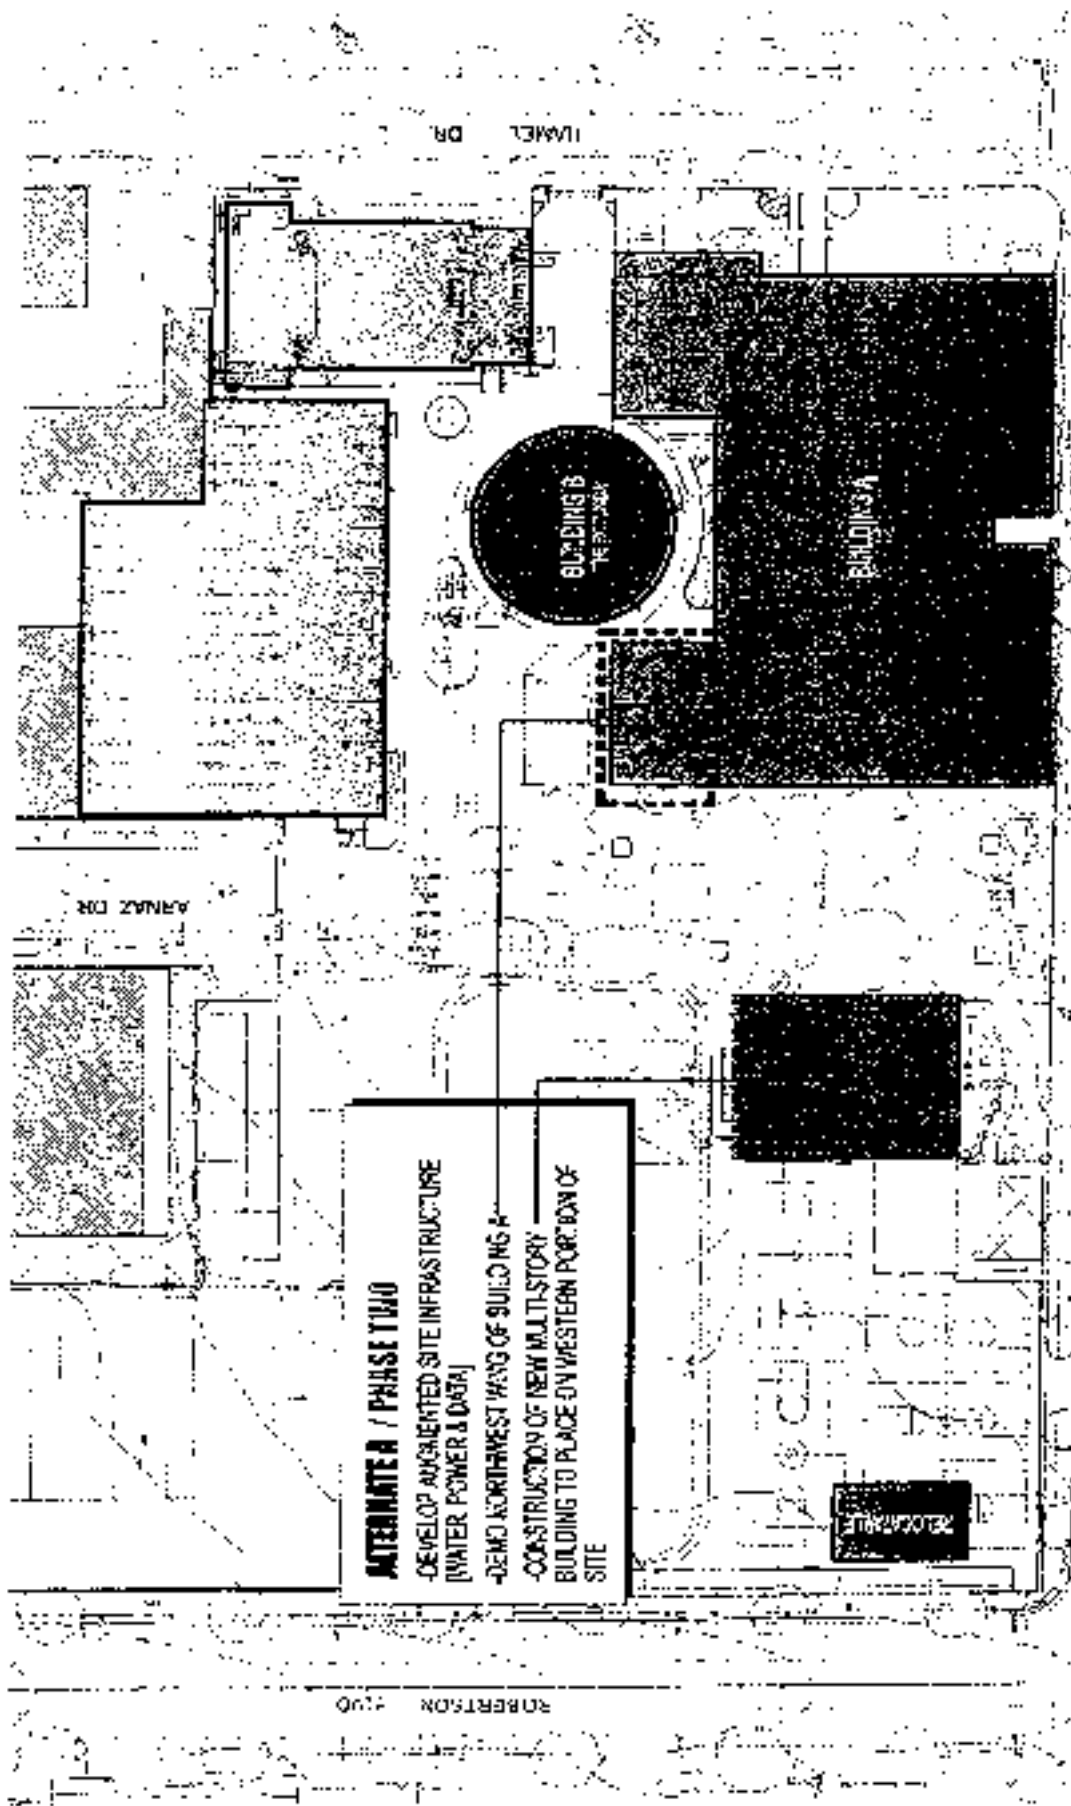 HAMEL DR.
BUILDING B
BUILDING A
ARNAZ DR
ALTERNATE A / PHASE TWO
-DEVELOP AUGMENTED SITE INFRASTRUCTURE
[WATER, POWER & DATA]
-DEMO NORTHWEST WING OF BUILDING A
-CONSTRUCTION OF NEW MULTI-STORY
BUILDING TO PLACE ON WESTERN PORTION OF
SITE
ROBERTSON BLVD